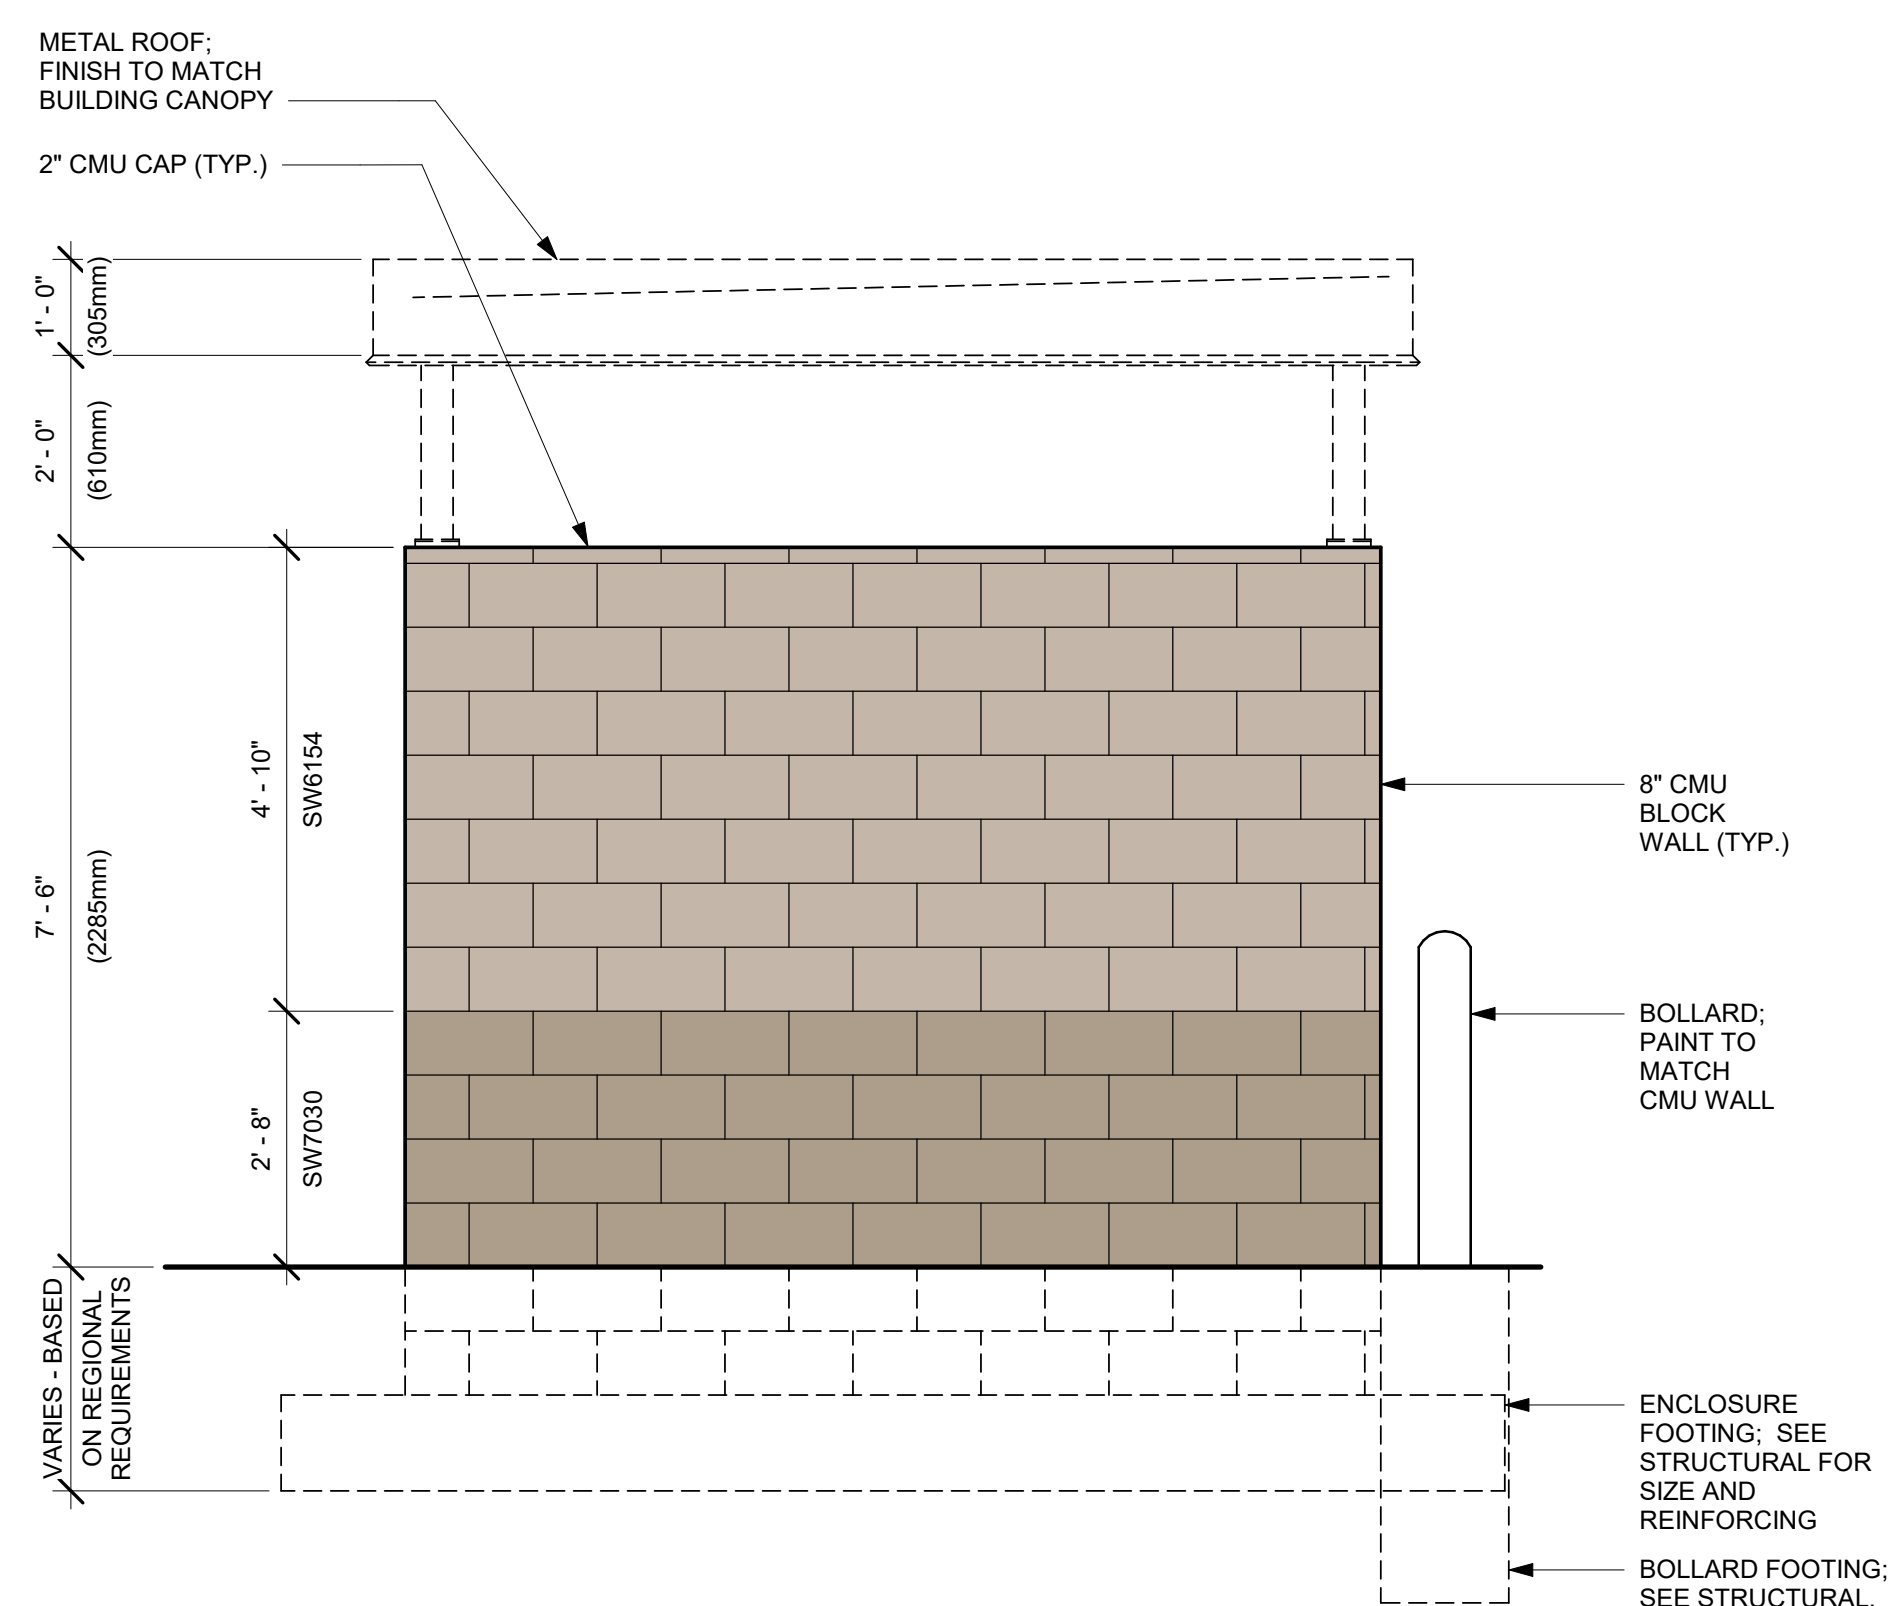 METAL ROOF;
FINISH TO MATCH
BUILDING CANOPY
2" CMU CAP (TYP.)
1' - 0"
(305mm)
2' - 0"
(610mm)
7' - 6"
(2285mm)
4' - 10"
SW6154
2' - 8"
SW7030
VARIES - BASED
ON REGIONAL
REQUIREMENTS
8" CMU
BLOCK
WALL (TYP.)
BOLLARD;
PAINT TO
MATCH
CMU WALL
ENCLOSURE
FOOTING; SEE
STRUCTURAL FOR
SIZE AND
REINFORCING
BOLLARD FOOTING;
SEE STRUCTURAL.